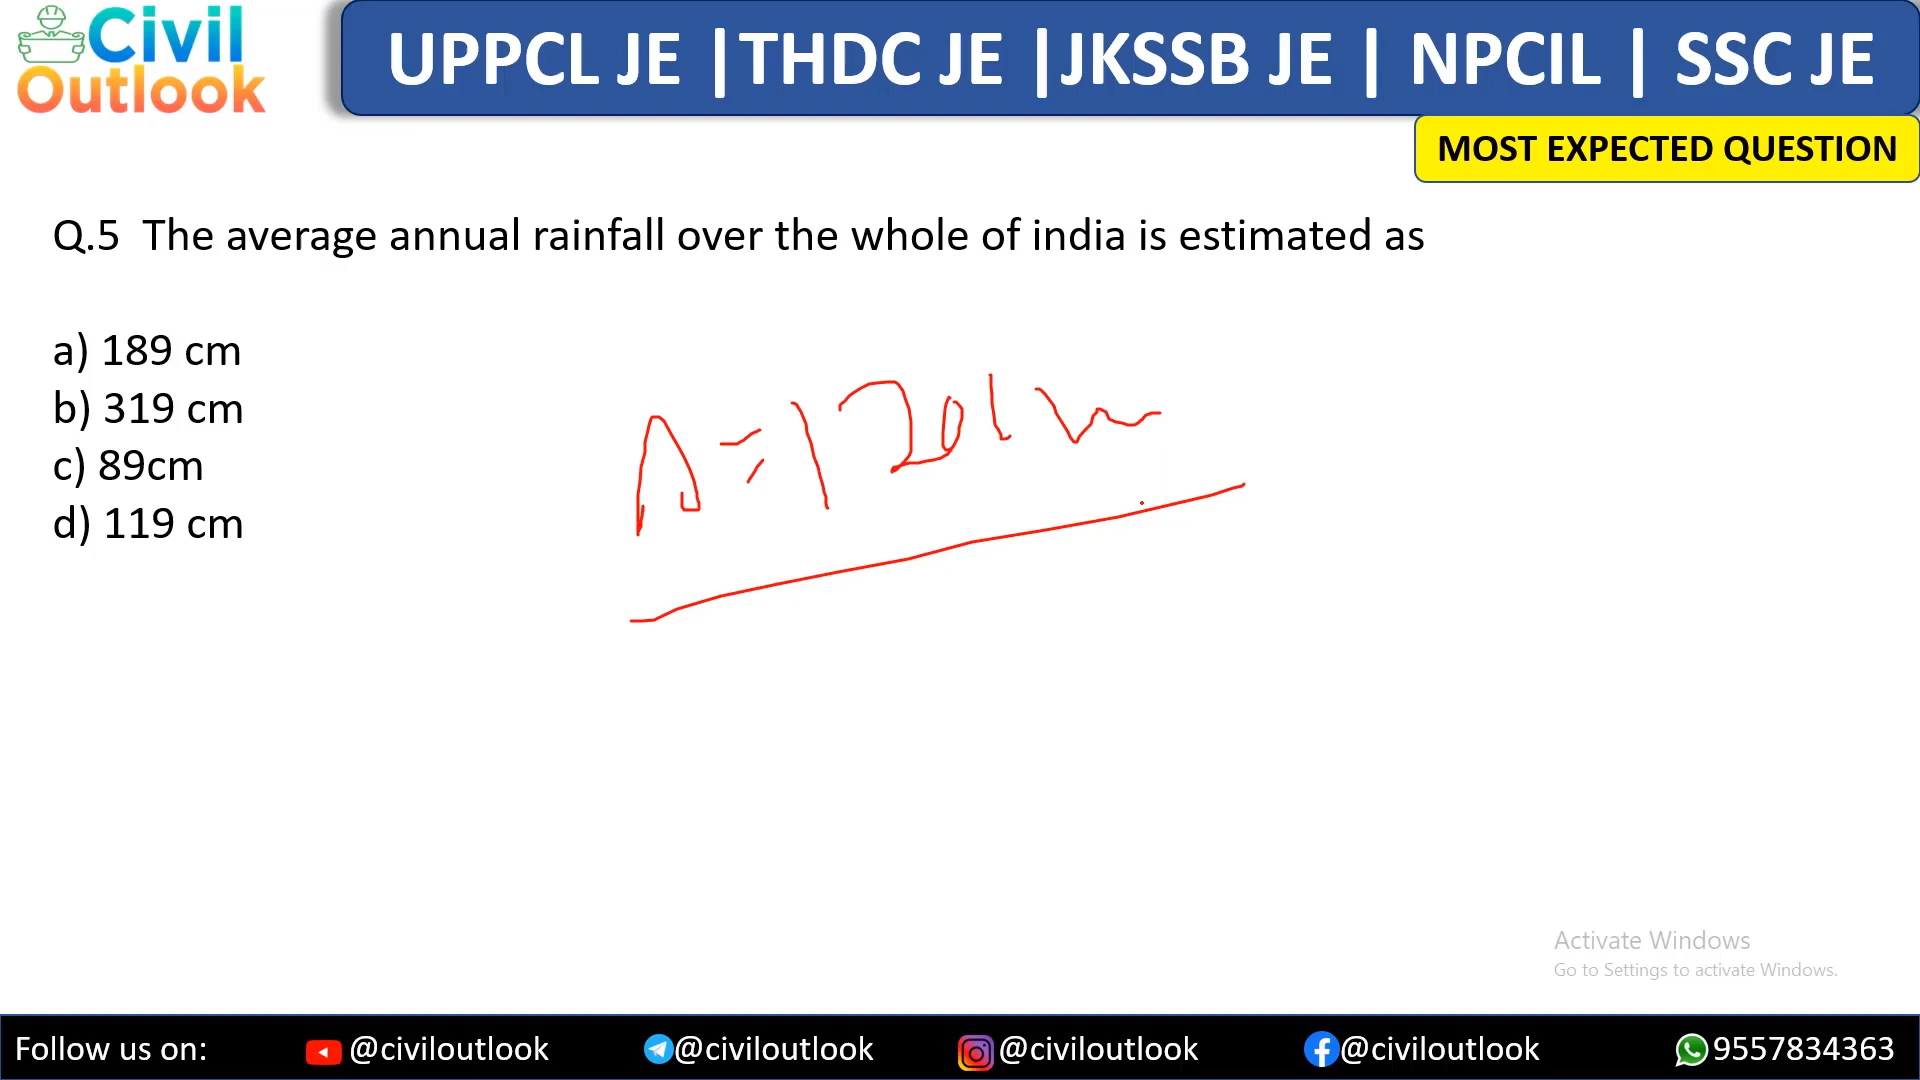 Civil
Outlook
UPPCL JE |THDC JE |JKSSB JE | NPCIL | SSC JE
MOST EXPECTED QUESTION
Q.5 The average annual rainfall over the whole of india is estimated as
a) 189 cm
b) 319 cm
c) 89cm
d) 119 cm
Activate Windows
Go to Settings to activate Windows.
Follow us on: @civiloutlook @civiloutlook @civiloutlook @civiloutlook 9557834363